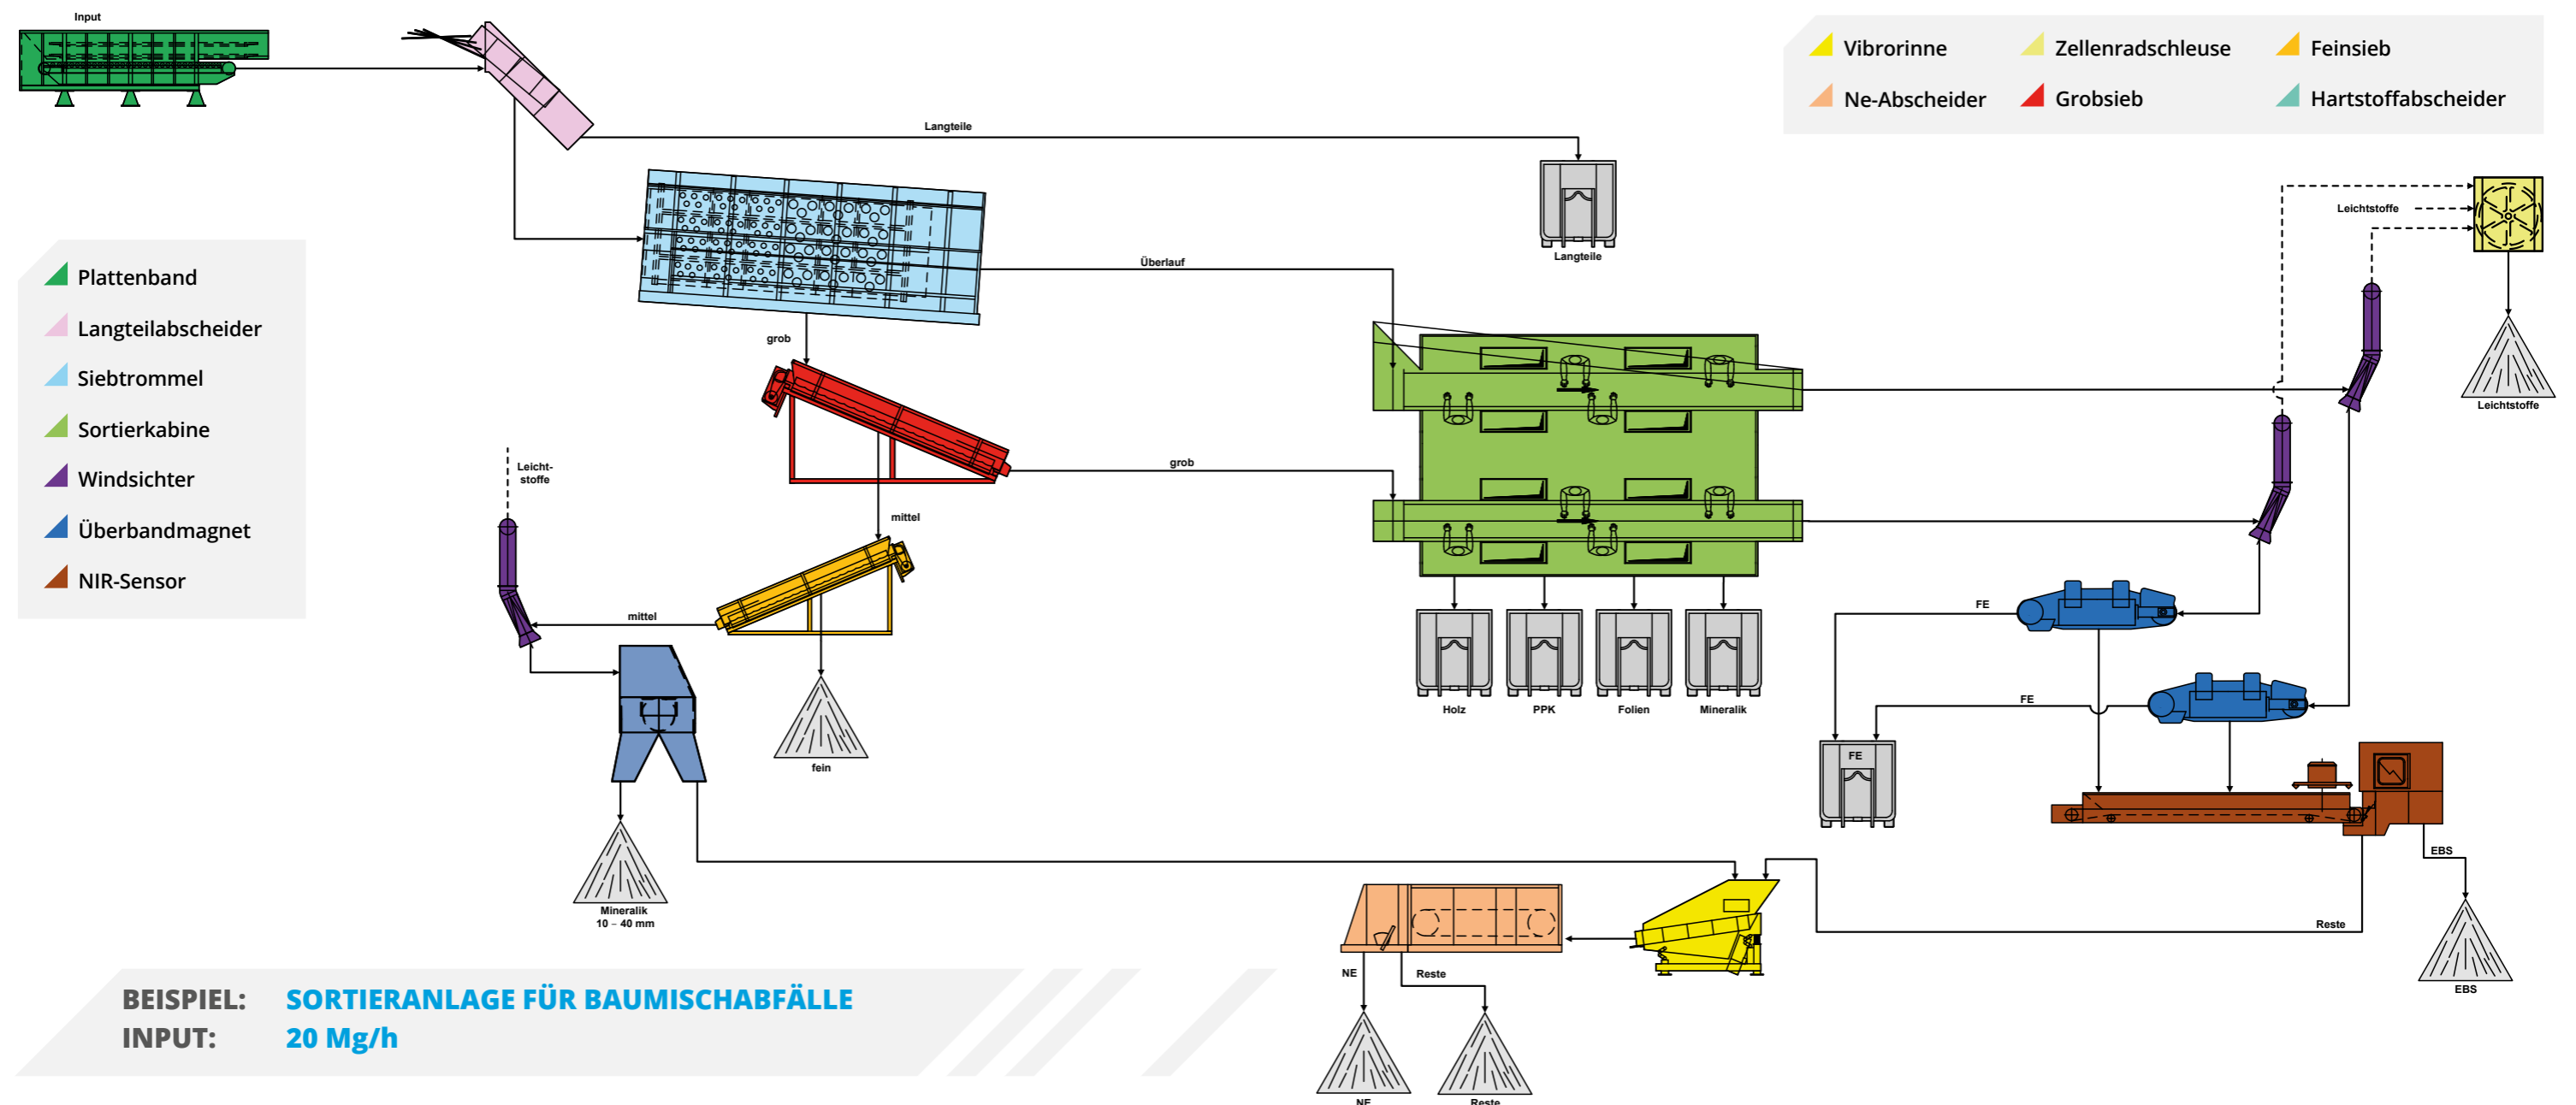 Input
Vibrorinne
Zellenradschleuse
Feinsieb
Ne-Abscheider
Grobsieb
Hartstoffabscheider
Langteile
Langteile
Leichtstoffe
Leichtstoffe
Plattenband
Langteilabscheider
Siebtrommel
Sortierkabine
Windsichter
Überbandmagnet
NIR-Sensor
Überlauf
grob
grob
Leicht-
stoffe
mittel
mittel
fein
Holz
PPK
Folien
Mineralik
FE
FE
FE
Mineralik
10 – 40 mm
EBS
Reste
EBS
NE
Reste
NE
Reste
BEISPIEL: SORTIERANLAGE FÜR BAUMISCHABFÄLLE
INPUT: 20 Mg/h